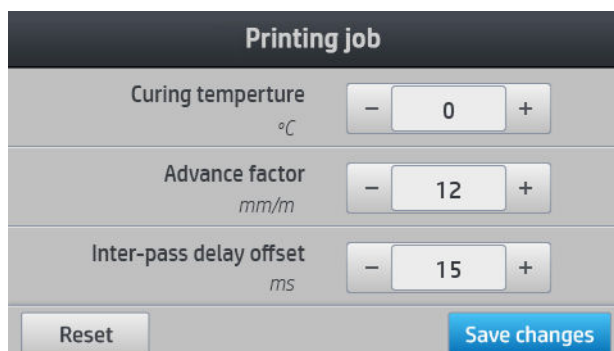 Printing job
Curing temperture
°C
− 0 +
Advance factor
mm/m
− 12 +
Inter-pass delay offset
ms
− 15 +
Reset Save changes